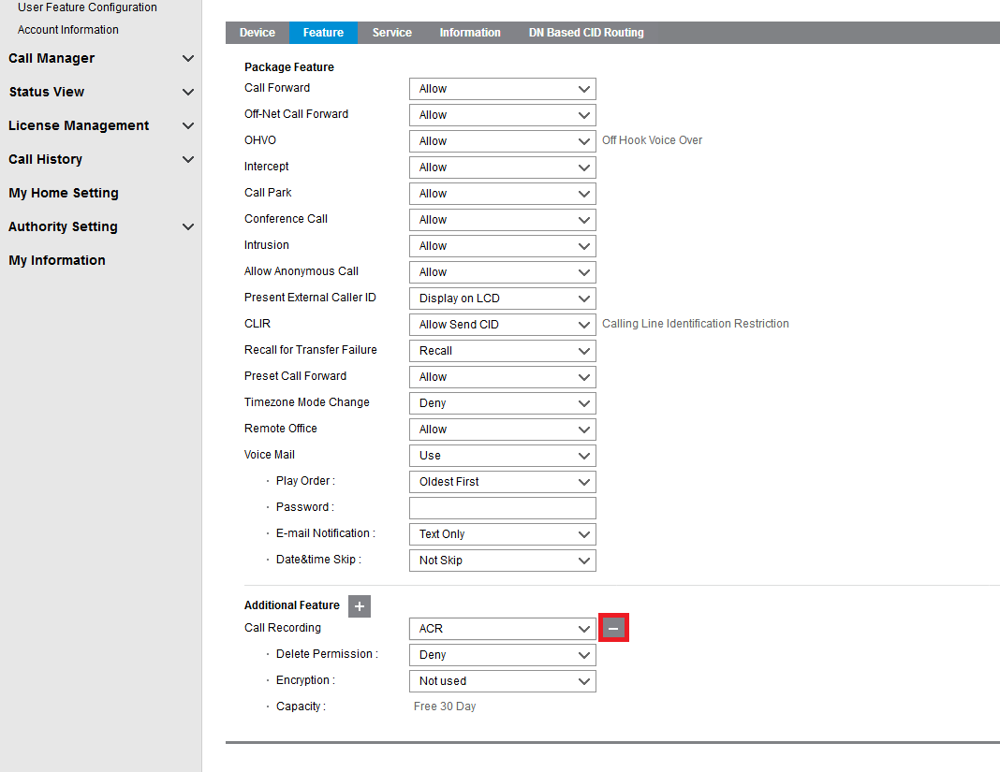 User Feature Configuration
Account Information
Call Manager
Status View
License Management
Call History
My Home Setting
Authority Setting
My Information
Device Feature Service Information DN Based CID Routing
Package Feature
Call Forward Allow
Off-Net Call Forward Allow
OHVO Allow Off Hook Voice Over
Intercept Allow
Call Park Allow
Conference Call Allow
Intrusion Allow
Allow Anonymous Call Allow
Present External Caller ID Display on LCD
CLIR Allow Send CID Calling Line Identification Restriction
Recall for Transfer Failure Recall
Preset Call Forward Allow
Timezone Mode Change Deny
Remote Office Allow
Voice Mail Use
· Play Order : Oldest First
· Password :
· E-mail Notification : Text Only
· Date&time Skip : Not Skip
Additional Feature +
Call Recording ACR −
· Delete Permission : Deny
· Encryption : Not used
· Capacity : Free 30 Day